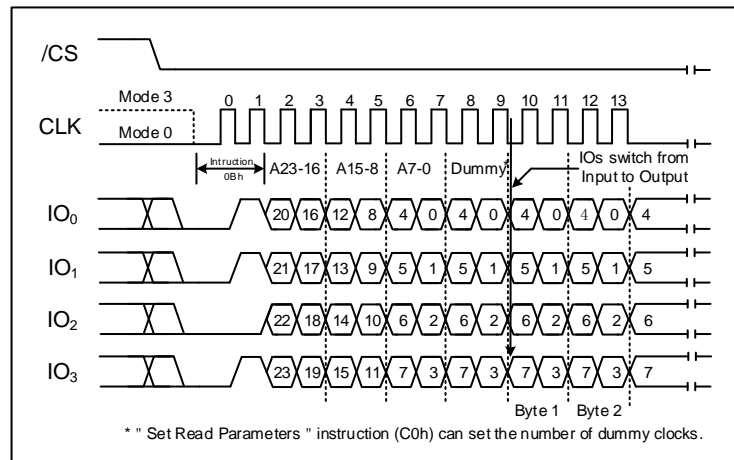 /CS
Mode 3
0 1 2 3 4 5 6 7 8 9 10 11 12 13
CLK
Mode 0
Intruction
0Bh
A23-16 A15-8 A7-0 Dummy*
IOs switch from
Input to Output
IO0 20 16 12 8 4 0 4 0 4 0 4 0 4
IO1 21 17 13 9 5 1 5 1 5 1 5 1 5
IO2 22 18 14 10 6 2 6 2 6 2 6 2 6
IO3 23 19 15 11 7 3 7 3 7 3 7 3 7
Byte 1 Byte 2
* " Set Read Parameters " instruction (C0h) can set the number of dummy clocks.